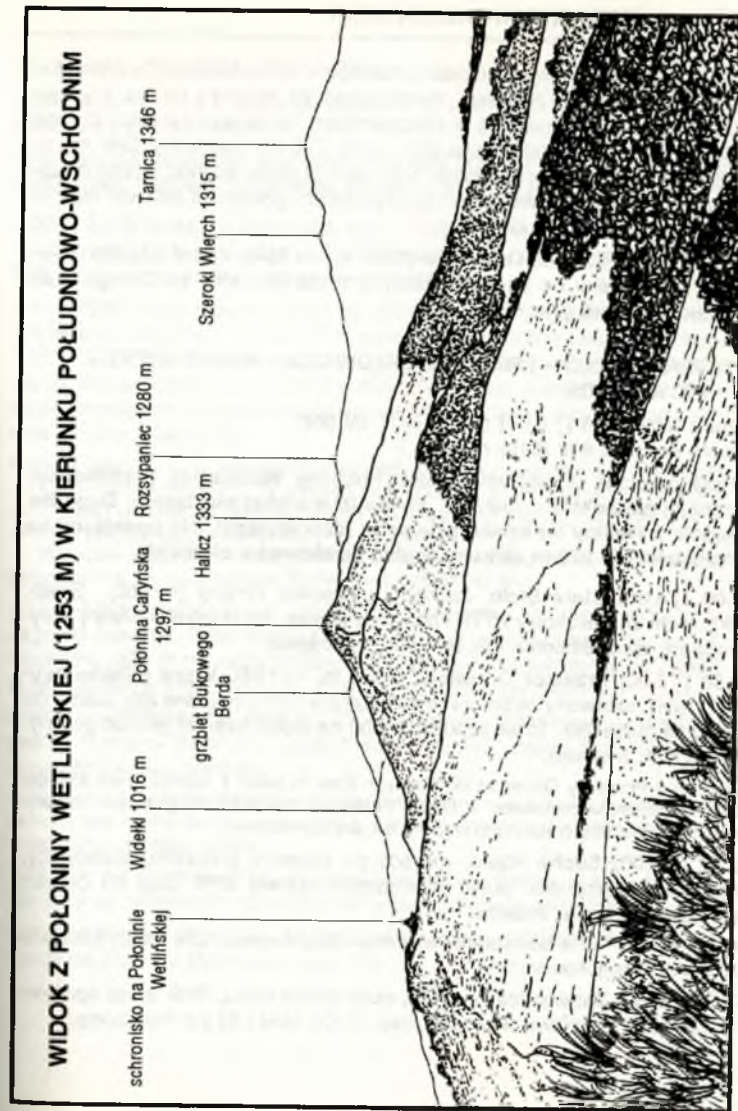 WIDOK Z POŁONINY WETLIŃSKIEJ (1253 M) W KIERUNKU POŁUDNIOWO-WSCHODNIM
schronisko na Połoninie
Wetlińskiej
Widełki 1016 m
grzbiet Bukowego
Berda
Połonina Caryńska
1297 m
Halicz 1333 m
Rozsypaniec 1280 m
Szeroki Wierch 1315 m
Tarnica 1346 m